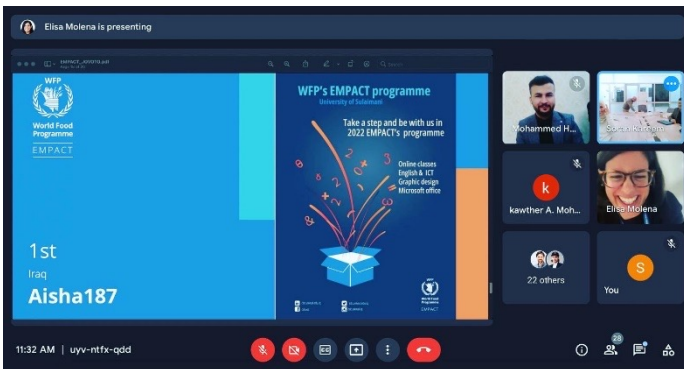 Elisa Molena is presenting
WFP
World Food
Programme
EMPACT
1st
Iraq
Aisha187
WFP's EMPACT programme
University of Sulaimani
Take a step and be with us in
2022 EMPACT's programme
Online classes
English & ICT
Graphic design
Microsoft office
WFP
World Food
Programme
EMPACT
Mohammed H...
k
kawther A. Moh...
Elisa Molena
22 others
S
You
11:32 AM | uyv-ntfx-qdd
28